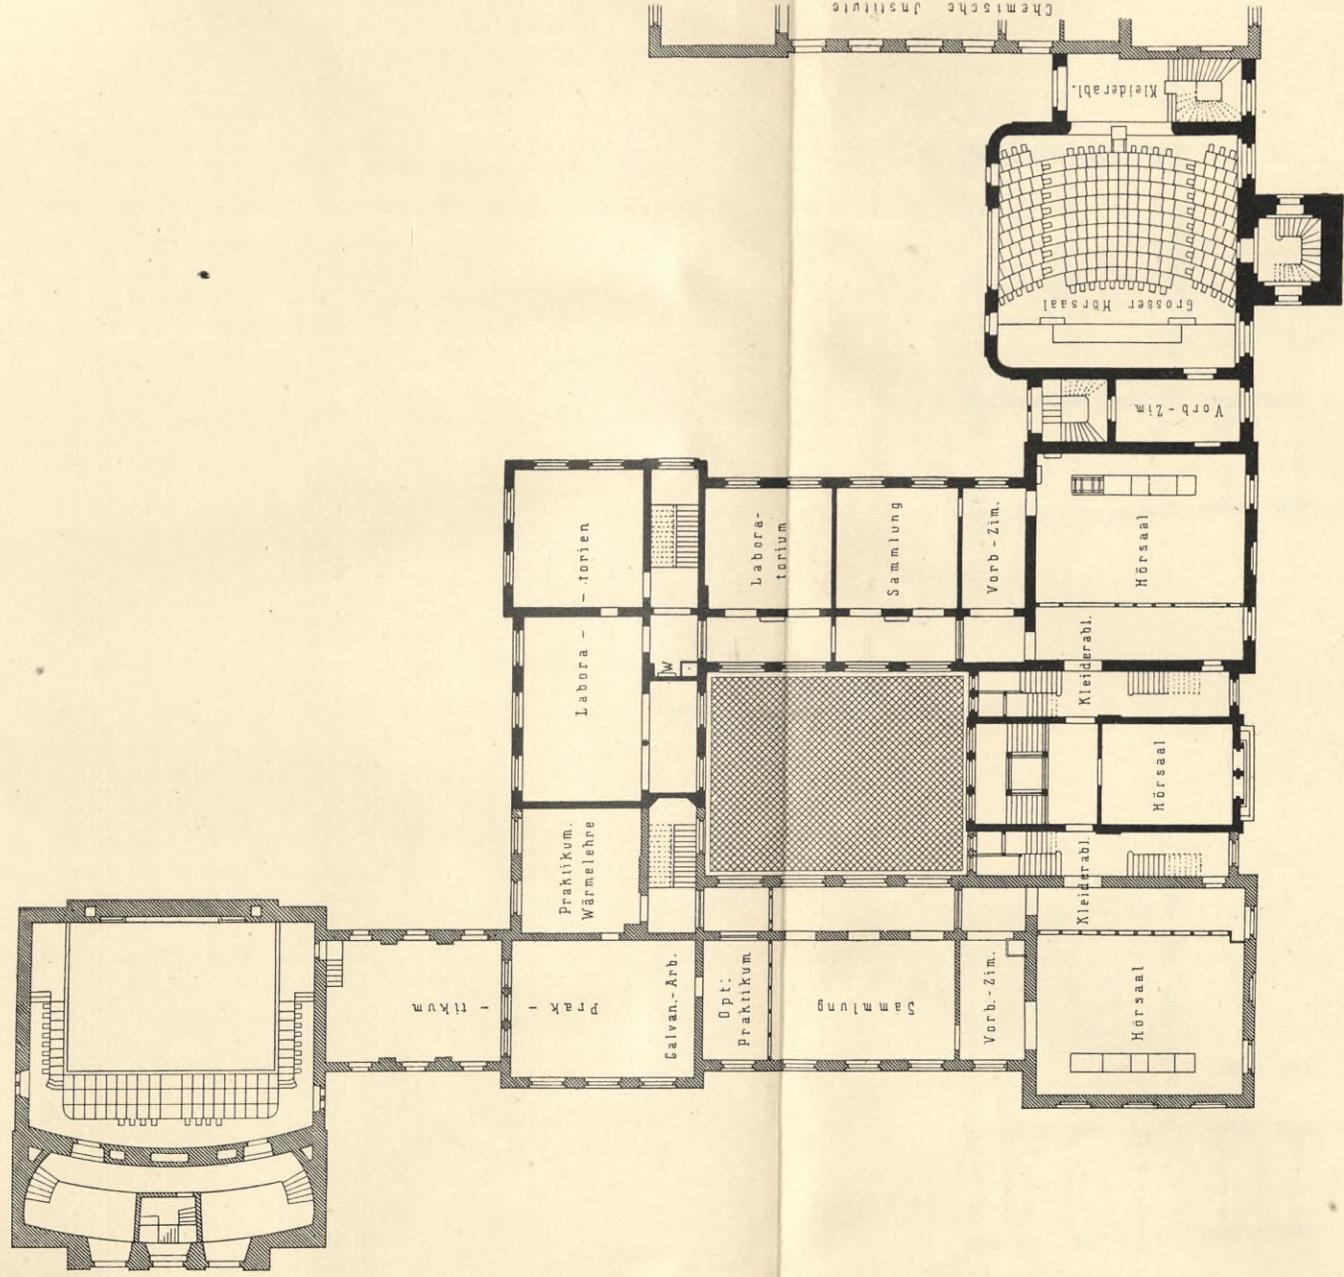 Chemische Institute
Kleiderabl.
Grosser Hörsaal
Vorb-Zim.
Labora-
-torien
Labora-
torium
Sammlung
Vorb-Zim.
Hörsaal
W
Kleiderabl.
Hörsaal
Praktikum.
Wärmelehre
Kleiderabl.
Prak-
-tikum
Galvan.-Arb.
Opt:
Praktikum
Sammlung
Vorb.-Zim.
Hörsaal